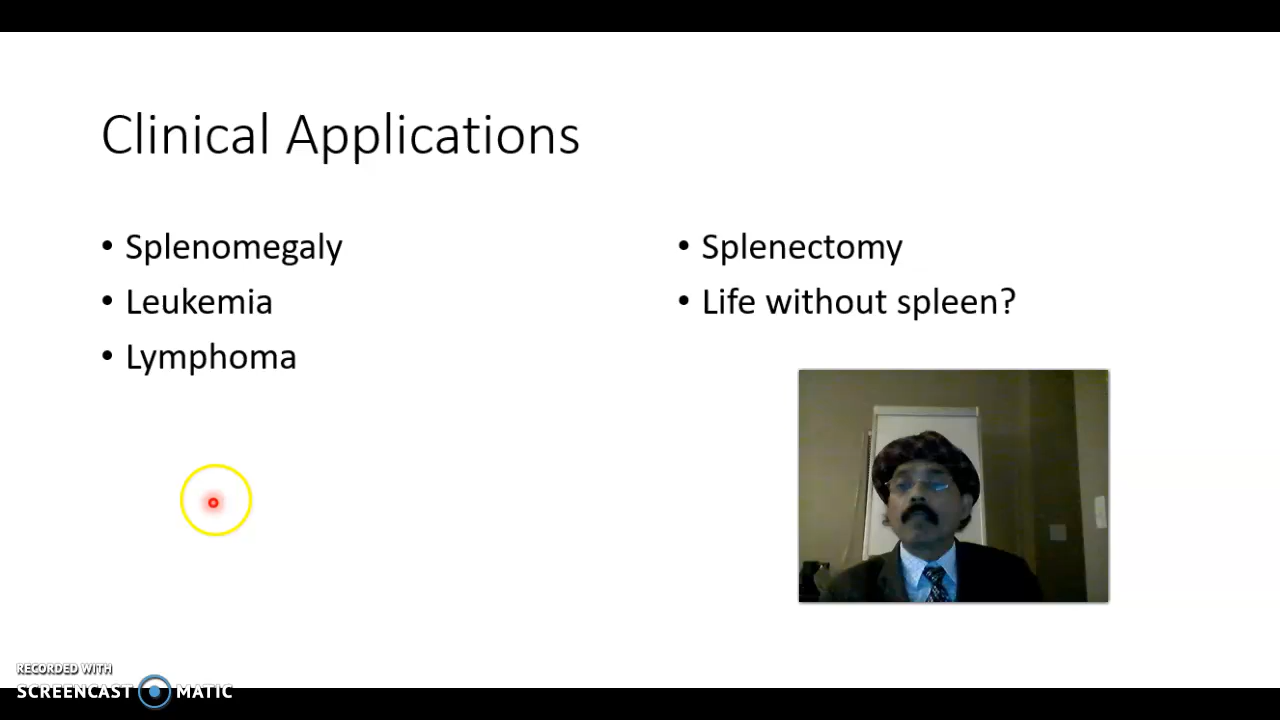 Clinical Applications
• Splenomegaly
• Leukemia
• Lymphoma
• Splenectomy
• Life without spleen?
RECORDED WITH
SCREENCAST MATIC